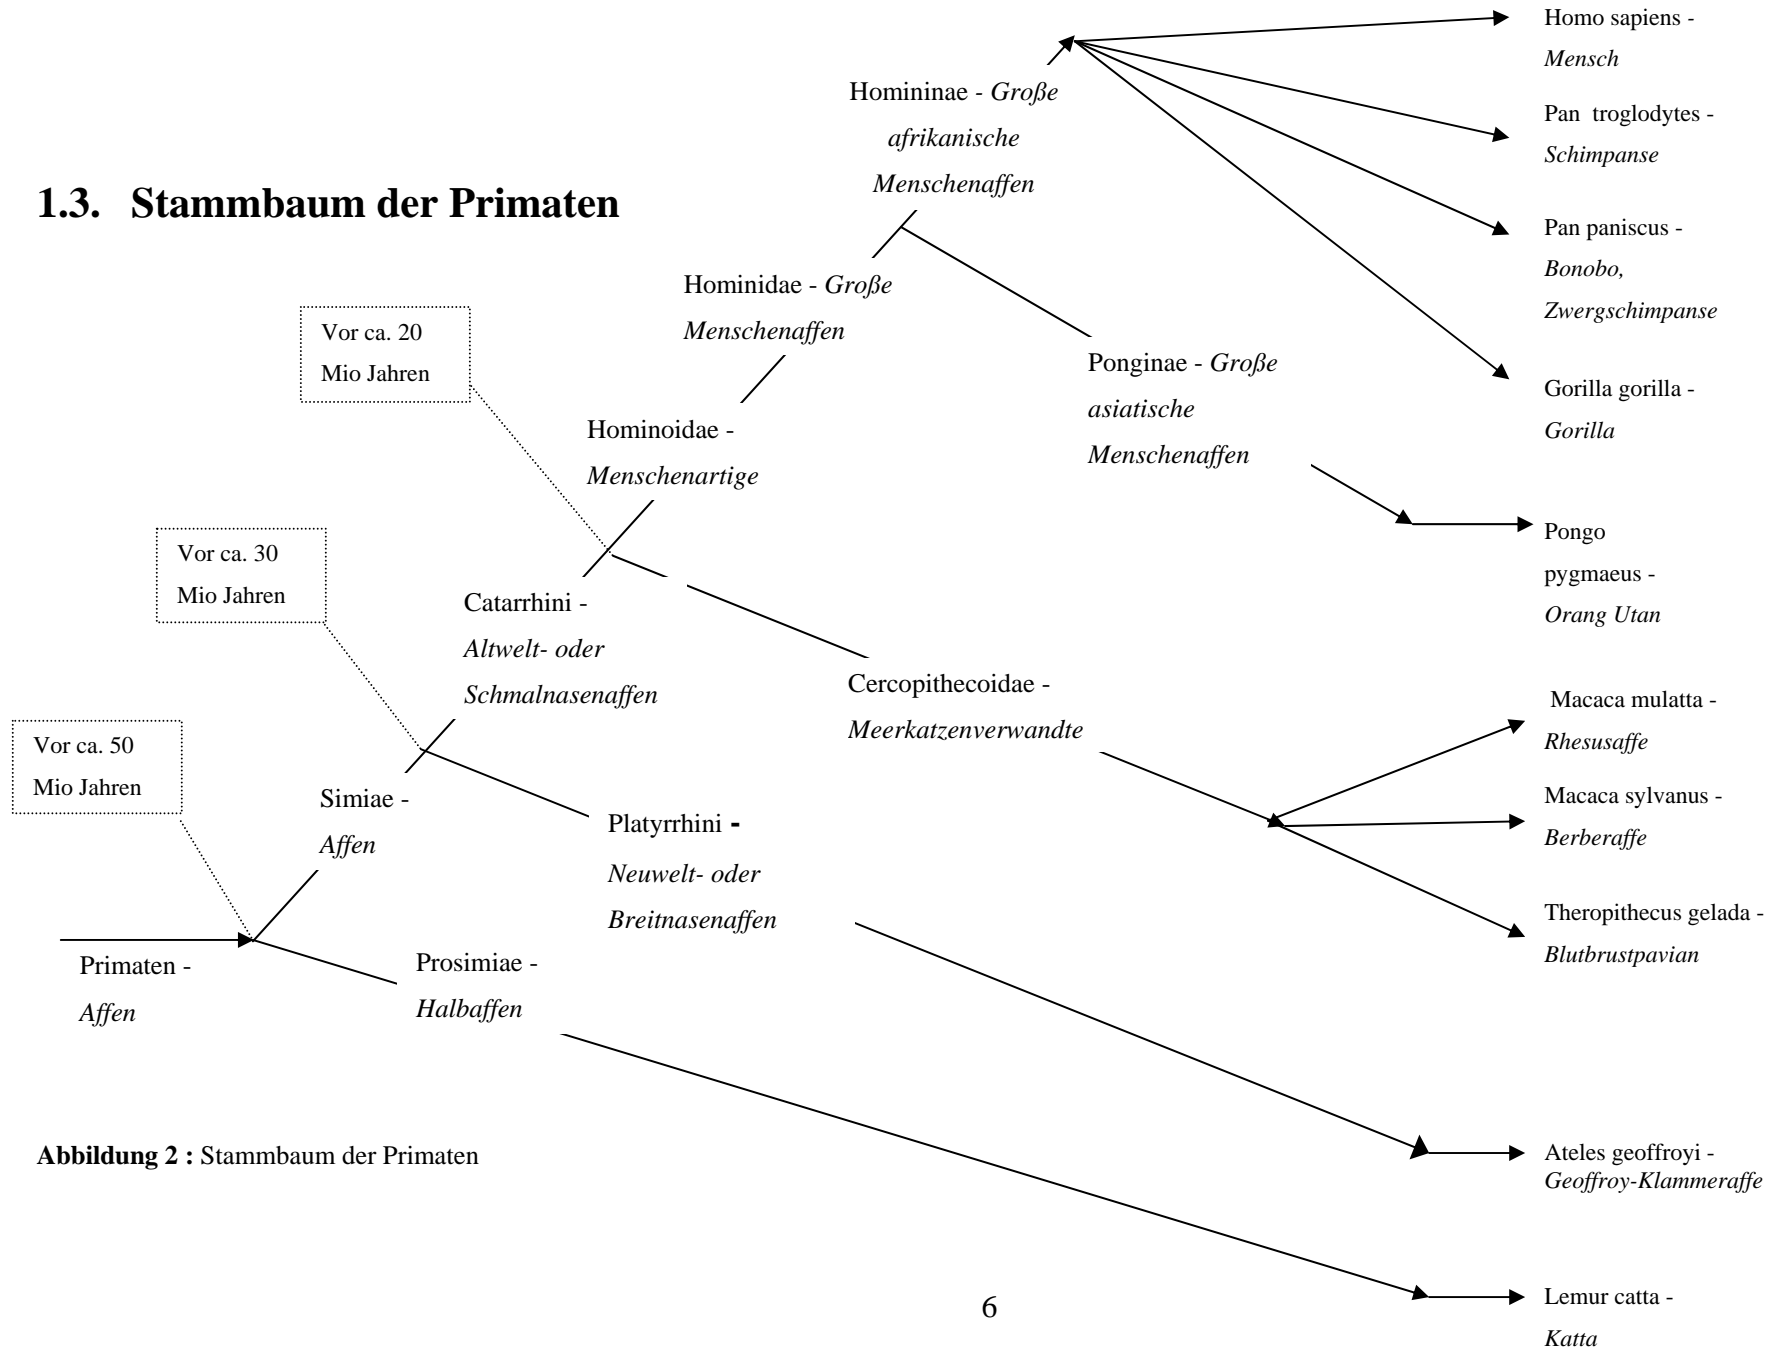 1.3. Stammbaum der Primaten
Homo sapiens -
Mensch
Homininae - Große
afrikanische
Menschenaffen
Pan troglodytes -
Schimpanse
Pan paniscus -
Bonobo,
Zwergschimpanse
Hominidae - Große
Menschenaffen
Vor ca. 20
Mio Jahren
Ponginae - Große
asiatische
Menschenaffen
Gorilla gorilla -
Gorilla
Hominoidae -
Menschenartige
Pongo
pygmaeus -
Orang Utan
Vor ca. 30
Mio Jahren
Catarrhini -
Altwelt- oder
Schmalnasenaffen
Cercopithecoidae -
Meerkatzenverwandte
Macaca mulatta -
Rhesusaffe
Vor ca. 50
Mio Jahren
Simiae -
Affen
Macaca sylvanus -
Berberaffe
Platyrrhini -
Neuwelt- oder
Breitnasenaffen
Theropithecus gelada -
Blutbrustpavian
Primaten -
Affen
Prosimiae -
Halbaffen
Ateles geoffroyi -
Geoffroy-Klammeraffe
Abbildung 2 : Stammbaum der Primaten
Lemur catta -
Katta
6